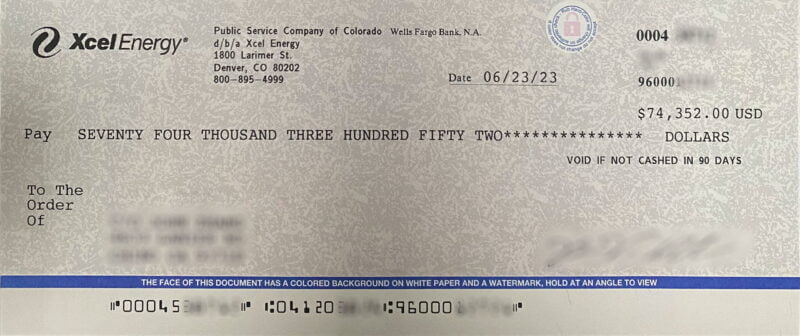 Xcel Energy®
Public Service Company of Colorado Wells Fargo Bank, N.A.
d/b/a Xcel Energy
1800 Larimer St.
Denver, CO 80202
800-895-4999
Date 06/23/23
0004
96000
$74,352.00 USD
Pay SEVENTY FOUR THOUSAND THREE HUNDRED FIFTY TWO*************** DOLLARS
VOID IF NOT CASHED IN 90 DAYS
To The
Order
Of
THE FACE OF THIS DOCUMENT HAS A COLORED BACKGROUND ON WHITE PAPER AND A WATERMARK, HOLD AT AN ANGLE TO VIEW
⑈00045 ⑈ ⑆04120 ⑆96000 ⑈